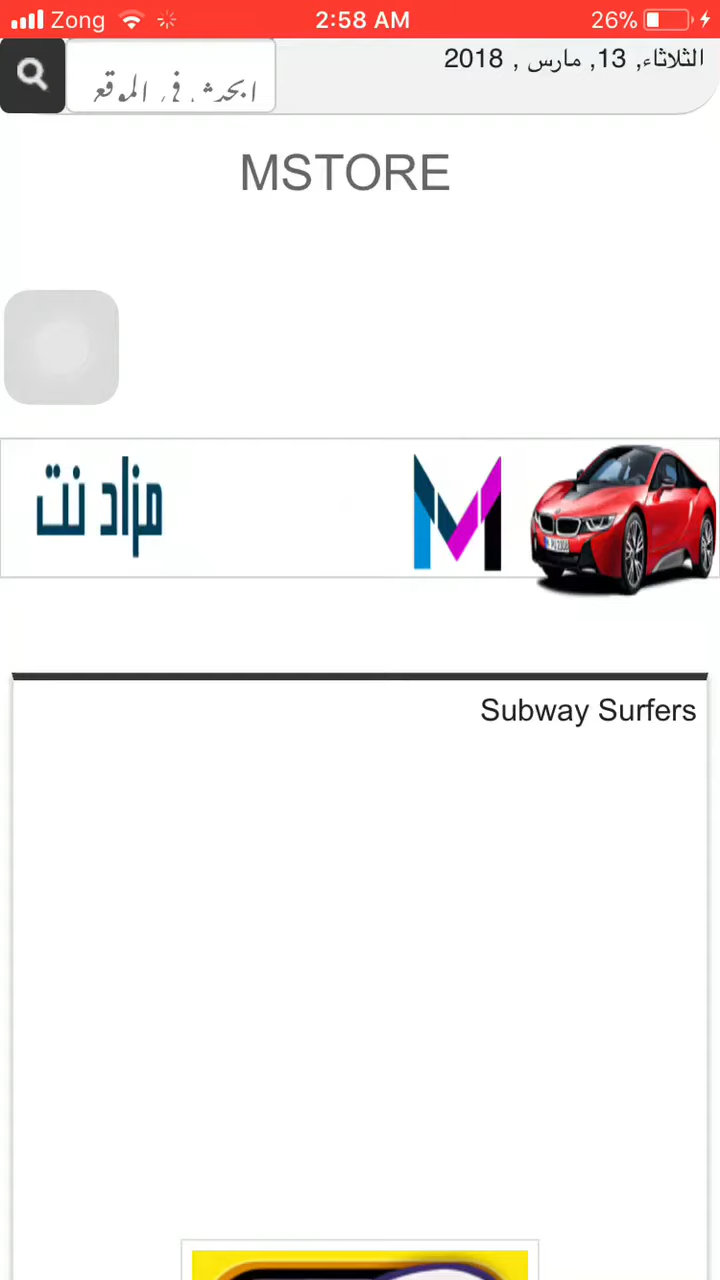 Zong 2:58 AM 26%
ابحث في الموقع
الثلاثاء, 13, مارس , 2018
MSTORE
مزاد نت
M
Subway Surfers